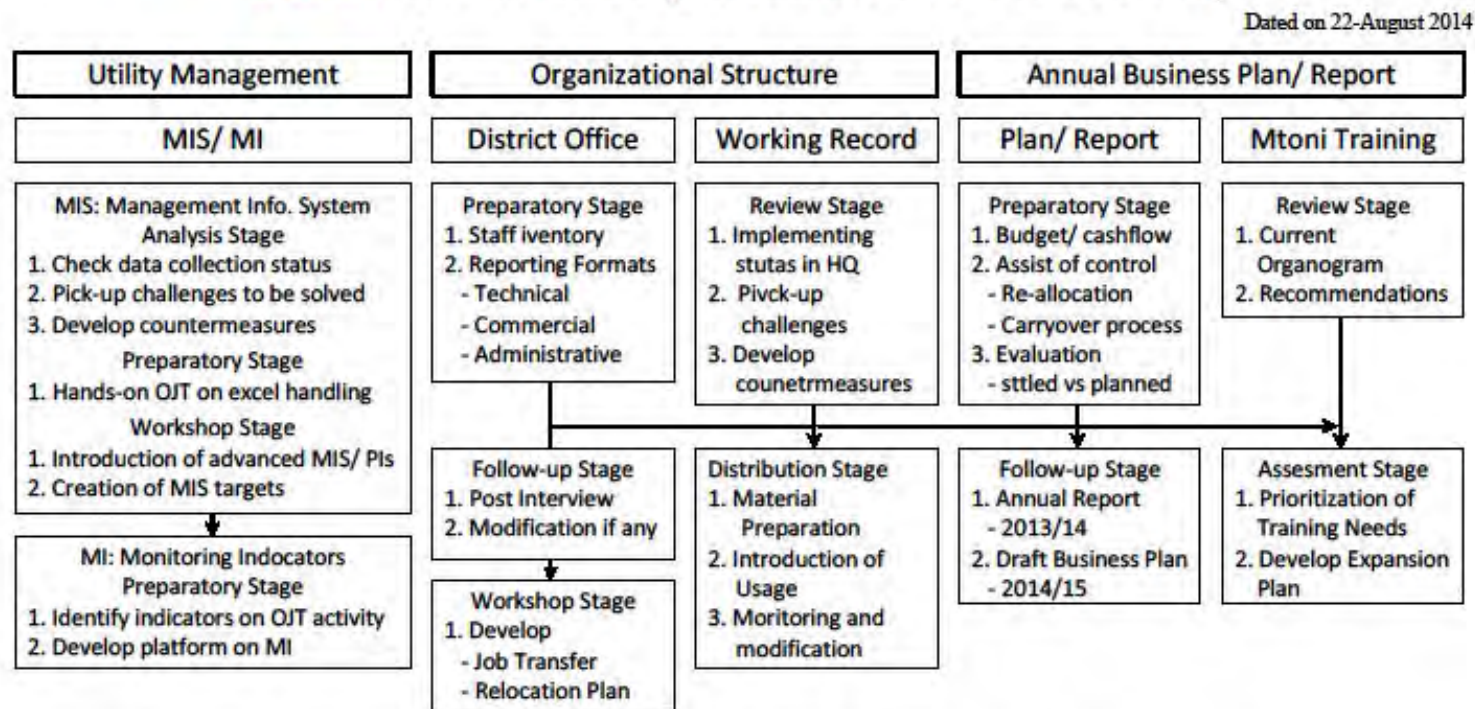 Dated on 22-August 2014
Utility Management
Organizational Structure
Annual Business Plan/ Report
MIS/ MI
District Office
Working Record
Plan/ Report
Mtoni Training
MIS: Management Info. System
Analysis Stage
1. Check data collection status
2. Pick-up challenges to be solved
3. Develop countermeasures
Preparatory Stage
1. Hands-on OJT on excel handling
Workshop Stage
1. Introduction of advanced MIS/ PIs
2. Creation of MIS targets
MI: Monitoring Indocators
Preparatory Stage
1. Identify indicators on OJT activity
2. Develop platform on MI
Preparatory Stage
1. Staff iventory
2. Reporting Formats
- Technical
- Commercial
- Administrative
Follow-up Stage
1. Post Interview
2. Modification if any
Workshop Stage
1. Develop
- Job Transfer
- Relocation Plan
Review Stage
1. Implementing
stutas in HQ
2. Pivck-up
challenges
3. Develop
counetrmeasures
Distribution Stage
1. Material
Preparation
2. Introduction of
Usage
3. Moritoring and
modification
Preparatory Stage
1. Budget/ cashflow
2. Assist of control
- Re-allocation
- Carryover process
3. Evaluation
- sttled vs planned
Follow-up Stage
1. Annual Report
- 2013/14
2. Draft Business Plan
- 2014/15
Review Stage
1. Current
Organogram
2. Recommendations
Assesment Stage
1. Prioritization of
Training Needs
2. Develop Expansion
Plan